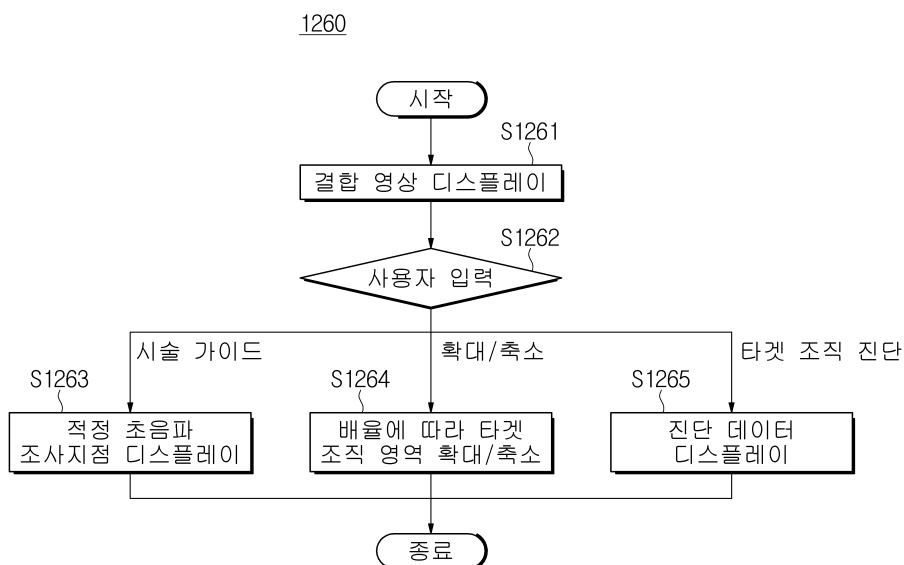 1260
시작
S1261
결합 영상 디스플레이
S1262
사용자 입력
시술 가이드
확대/축소
타겟 조직 진단
S1263
S1264
S1265
적정 초음파
조사지점 디스플레이
배율에 따라 타겟
조직 영역 확대/축소
진단 데이터
디스플레이
종료